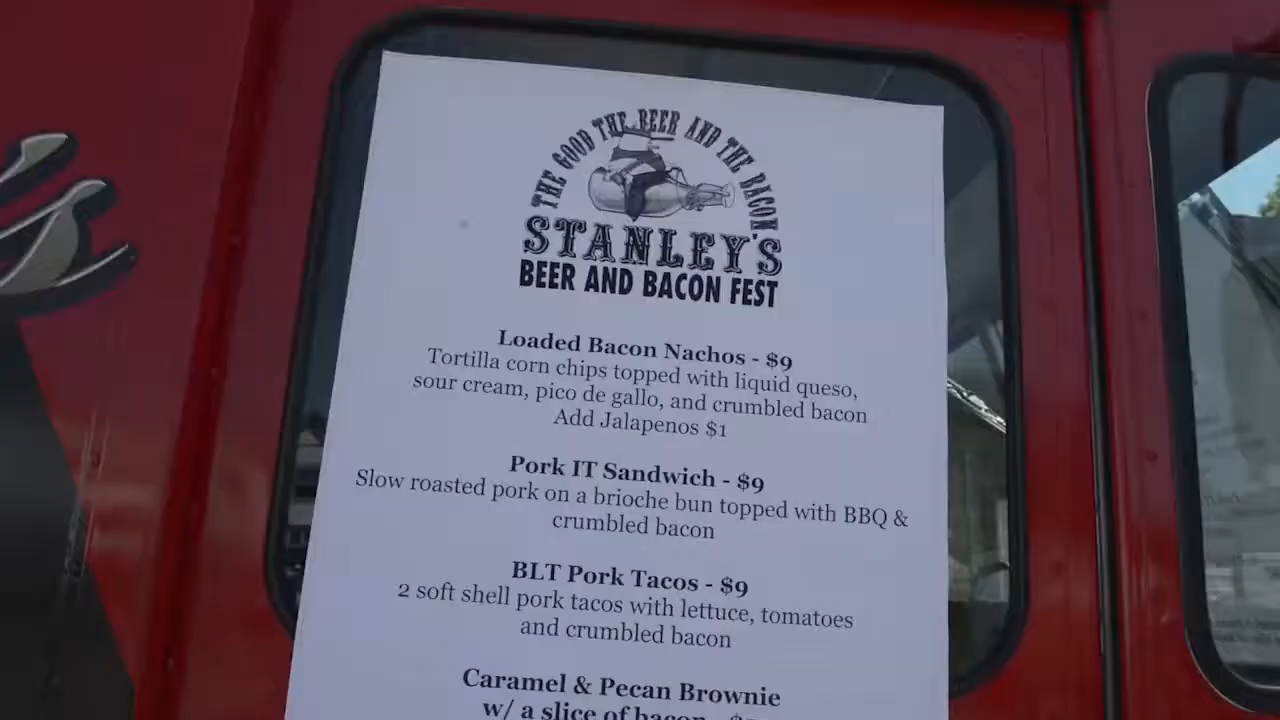 THE GOOD THE BEER AND THE BACON.
STANLEY'S
BEER AND BACON FEST
Loaded Bacon Nachos - $9
Tortilla corn chips topped with liquid queso,
sour cream, pico de gallo, and crumbled bacon
Add Jalapenos $1
Pork IT Sandwich - $9
Slow roasted pork on a brioche bun topped with BBQ &
crumbled bacon
BLT Pork Tacos - $9
2 soft shell pork tacos with lettuce, tomatoes
and crumbled bacon
Caramel & Pecan Brownie
w/ a slice of bacon -